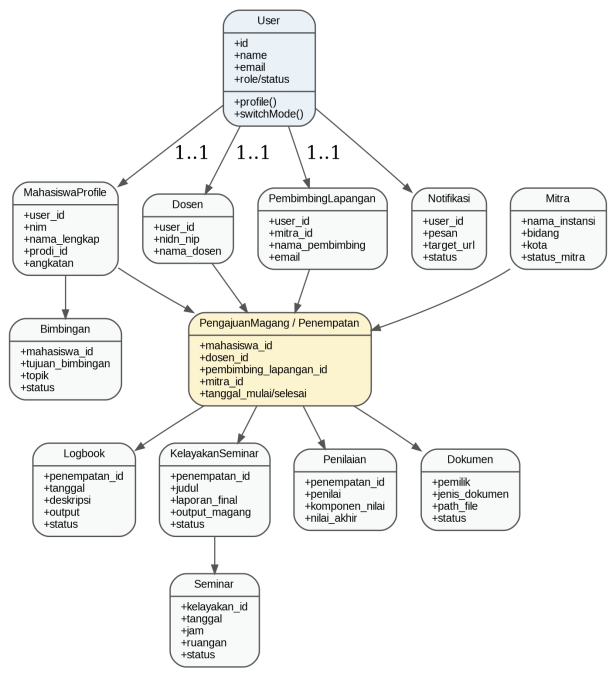 User
+id
+name
+email
+role/status
+profile()
+switchMode()
1..1
1..1
1..1
MahasiswaProfile
+user_id
+nim
+nama_lengkap
+prodi_id
+angkatan
Dosen
+user_id
+nidn_nip
+nama_dosen
PembimbingLapangan
+user_id
+mitra_id
+nama_pembimbing
+email
Notifikasi
+user_id
+pesan
+target_url
+status
Mitra
+nama_instansi
+bidang
+kota
+status_mitra
Bimbingan
+mahasiswa_id
+tujuan_bimbingan
+topik
+status
PengajuanMagang / Penempatan
+mahasiswa_id
+dosen_id
+pembimbing_lapangan_id
+mitra_id
+tanggal_mulai/selesai
Logbook
+penempatan_id
+tanggal
+deskripsi
+output
+status
KelayakanSeminar
+penempatan_id
+judul
+laporan_final
+output_magang
+status
Penilaian
+penempatan_id
+penilai
+komponen_nilai
+nilai_akhir
Dokumen
+pemilik
+jenis_dokumen
+path_file
+status
Seminar
+kelayakan_id
+tanggal
+jam
+ruangan
+status